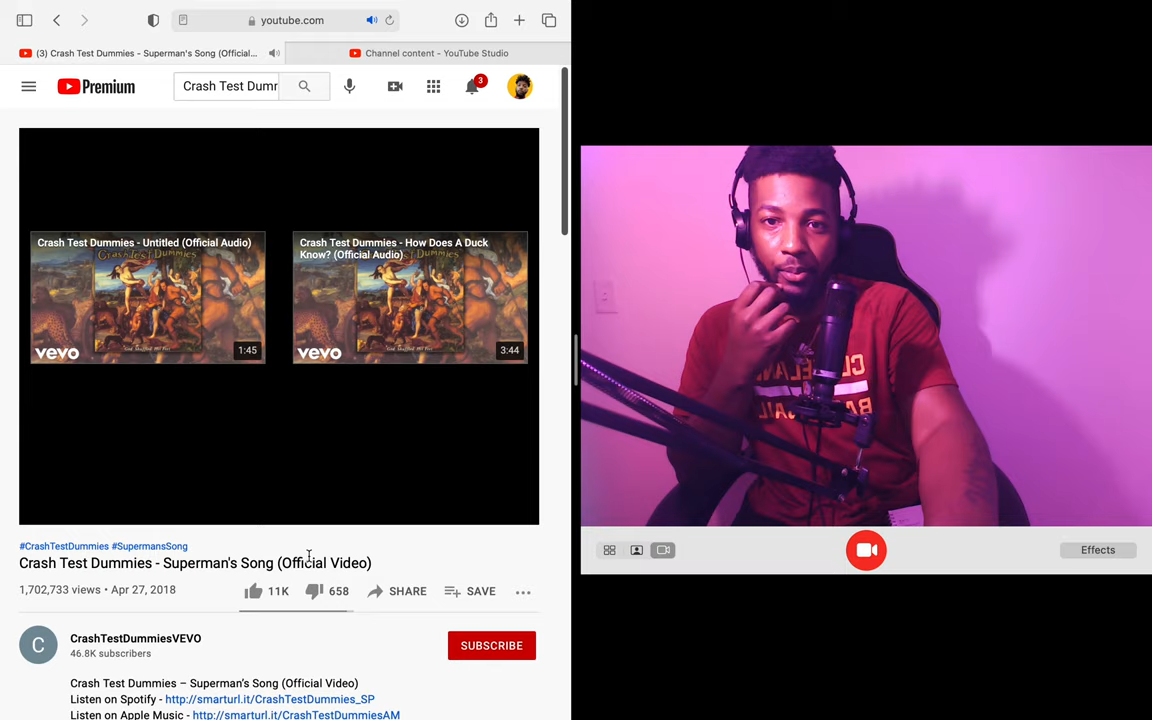 youtube.com
(3) Crash Test Dummies - Superman's Song (Official...
Channel content - YouTube Studio
Premium
Crash Test Dumm
3
Crash Test Dummies - Untitled (Official Audio)
vevo
1:45
Crash Test Dummies - How Does A Duck
Know? (Official Audio)
vevo
3:44
#CrashTestDummies #SupermansSong
Crash Test Dummies - Superman's Song (Official Video)
1,702,733 views • Apr 27, 2018
11K
658
SHARE
SAVE
C
CrashTestDummiesVEVO
46.8K subscribers
SUBSCRIBE
Crash Test Dummies – Superman's Song (Official Video)
Listen on Spotify - http://smarturl.it/CrashTestDummies_SP
Listen on Apple Music - http://smarturl.it/CrashTestDummiesAM
Effects